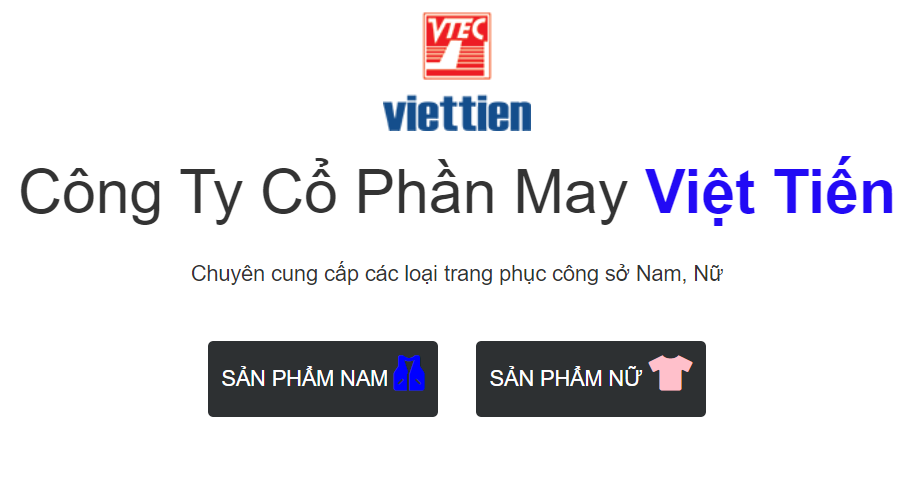 VTEC
viettien
Công Ty Cổ Phần May Việt Tiến
Chuyên cung cấp các loại trang phục công sở Nam, Nữ
SẢN PHẨM NAM
SẢN PHẨM NỮ